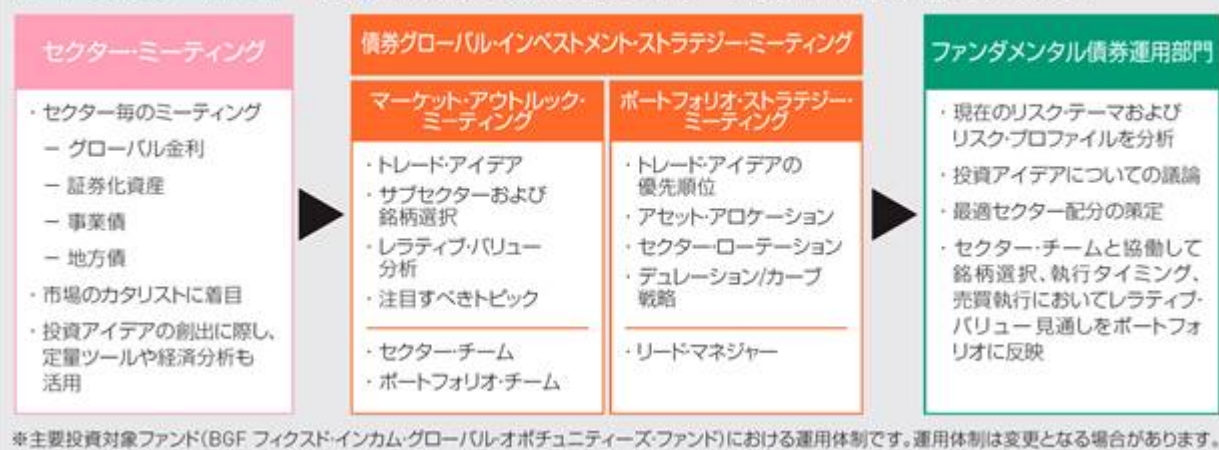 セクター・ミーティング
・セクター毎のミーティング
－ グローバル金利
－ 証券化資産
－ 事業債
－ 地方債
・市場のカタリストに着目
・投資アイデアの創出に際し、
定量ツールや経済分析も
活用
債券グローバル・インベストメント・ストラテジー・ミーティング
マーケット・アウトルック・
ミーティング
・トレード・アイデア
・サブセクターおよび
銘柄選択
・レラティブ・バリュー
分析
・注目すべきトピック
・セクター・チーム
・ポートフォリオ・チーム
ポートフォリオ・ストラテジー・
ミーティング
・トレード・アイデアの
優先順位
・アセット・アロケーション
・セクター・ローテーション
・デュレーション/カーブ
戦略
・リード・マネジャー
ファンダメンタル債券運用部門
・現在のリスク・テーマおよび
リスク・プロファイルを分析
・投資アイデアについての議論
・最適セクター配分の策定
・セクター・チームと協働して
銘柄選択、執行タイミング、
売買執行においてレラティブ・
バリュー見通しをポートフォ
リオに反映
※主要投資対象ファンド（BGF フィクスド・インカム・グローバル・オポチュニティーズ・ファンド）における運用体制です。運用体制は変更となる場合があります。